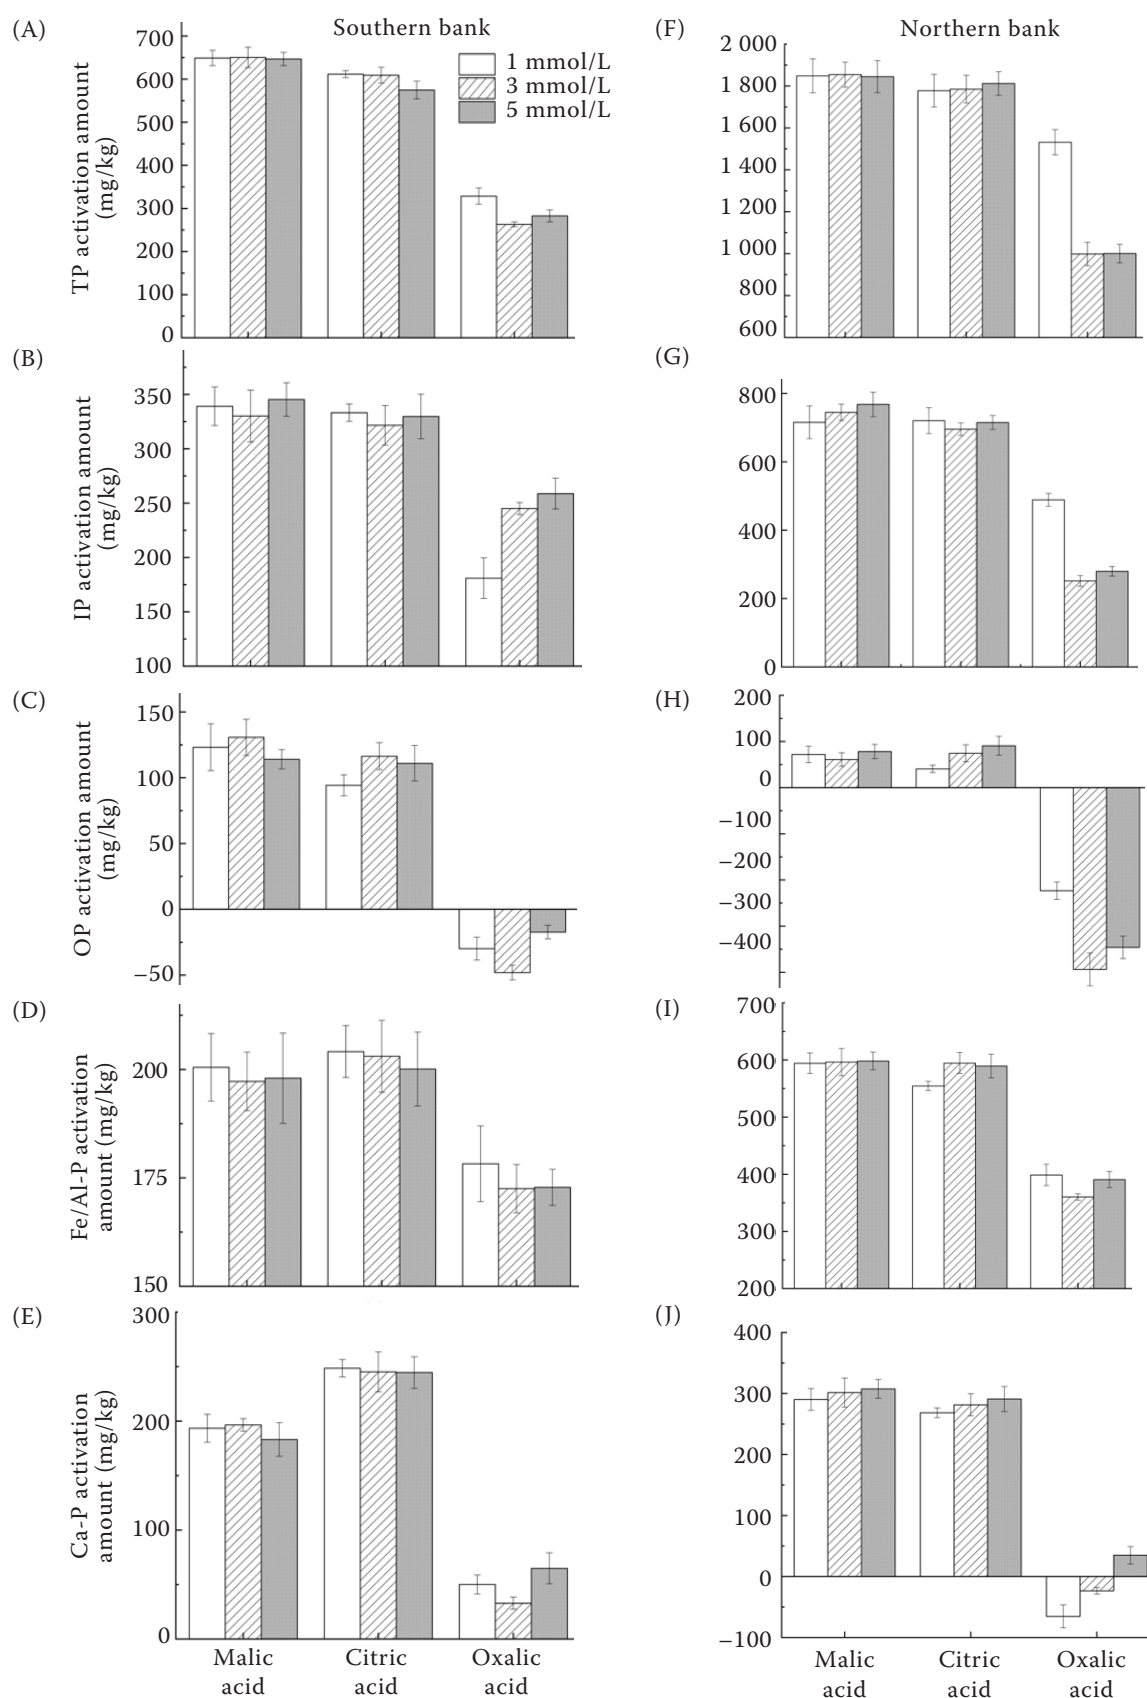 (A)
Southern bank
TP activation amount
(mg/kg)
700
600
500
400
300
200
100
0
1 mmol/L
3 mmol/L
5 mmol/L
(F)
Northern bank
2 000
1 800
1 600
1 400
1 200
1 000
800
600
(B)
IP activation amount
(mg/kg)
350
300
250
200
150
100
(G)
800
600
400
200
0
(C)
OP activation amount
(mg/kg)
150
100
50
0
−50
(H)
200
100
0
−100
−200
−300
−400
(D)
Fe/Al-P activation
amount (mg/kg)
200
175
150
(I)
700
600
500
400
300
200
(E)
Ca-P activation
amount (mg/kg)
300
200
100
0
Malic
acid
Citric
acid
Oxalic
acid
(J)
400
300
200
100
0
−100
Malic
acid
Citric
acid
Oxalic
acid